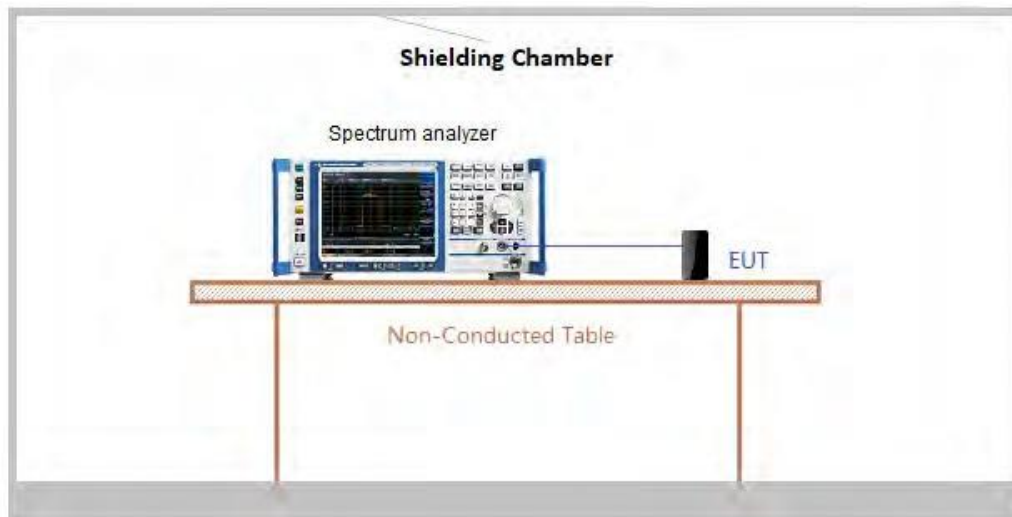 Shielding Chamber
Spectrum analyzer
EUT
Non-Conducted Table